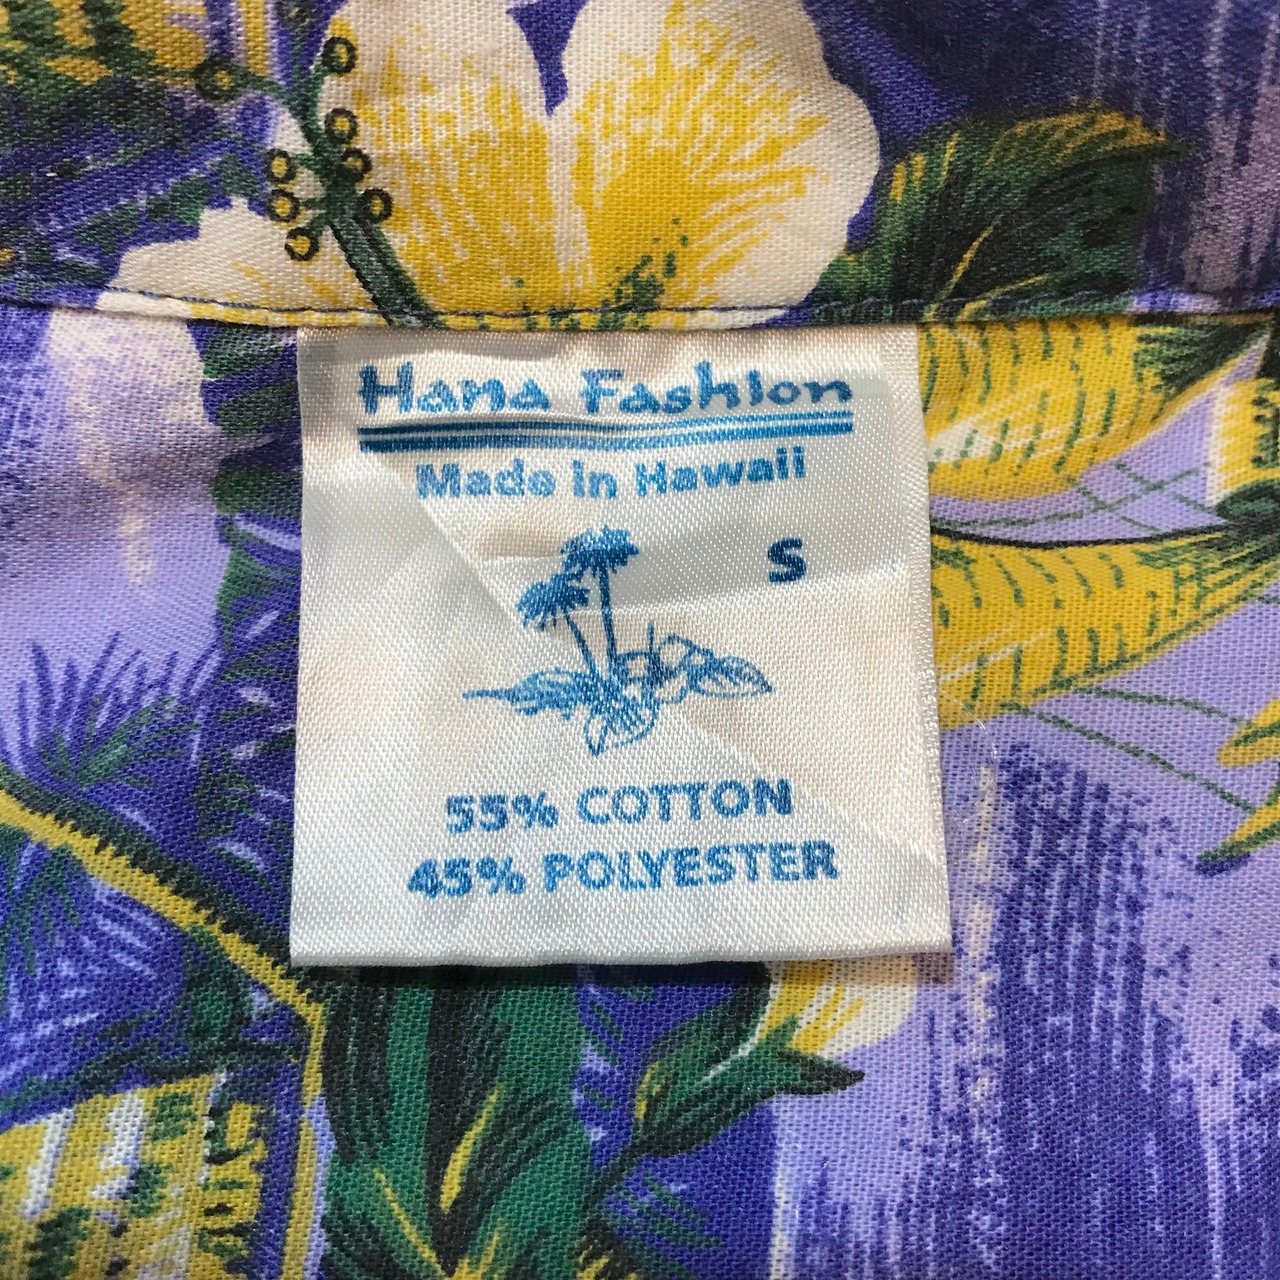 Hana Fashion
Made in Hawaii
S
55% COTTON
45% POLYESTER